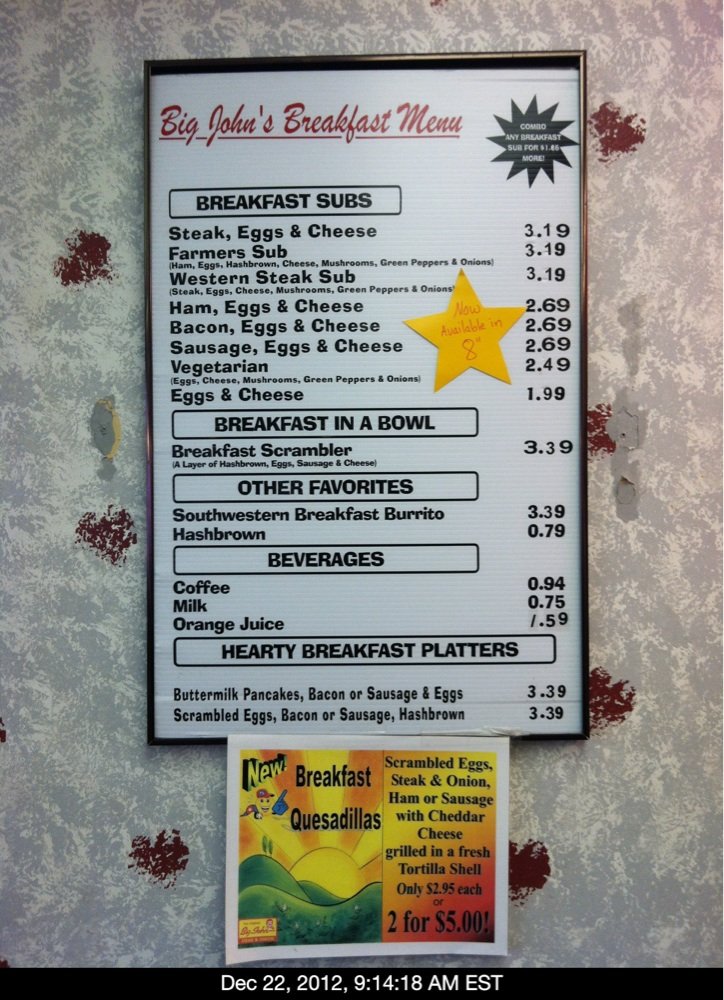 Big John's Breakfast Menu
COMBO
ANY BREAKFAST
SUB FOR $1.86
MORE!
BREAKFAST SUBS
Steak, Eggs & Cheese 3.19
Farmers Sub 3.19
(Ham, Eggs, Hashbrown, Cheese, Mushrooms, Green Peppers & Onions)
Western Steak Sub 3.19
(Steak, Eggs, Cheese, Mushrooms, Green Peppers & Onions)
Ham, Eggs & Cheese 2.69
Bacon, Eggs & Cheese 2.69
Sausage, Eggs & Cheese 2.69
Vegetarian 2.49
(Eggs, Cheese, Mushrooms, Green Peppers & Onions)
Eggs & Cheese 1.99
Now
Available in
8"
BREAKFAST IN A BOWL
Breakfast Scrambler 3.39
(A Layer of Hashbrown, Eggs, Sausage & Cheese)
OTHER FAVORITES
Southwestern Breakfast Burrito 3.39
Hashbrown 0.79
BEVERAGES
Coffee 0.94
Milk 0.75
Orange Juice 1.59
HEARTY BREAKFAST PLATTERS
Buttermilk Pancakes, Bacon or Sausage & Eggs 3.39
Scrambled Eggs, Bacon or Sausage, Hashbrown 3.39
New!
Breakfast
Quesadillas
Scrambled Eggs,
Steak & Onion,
Ham or Sausage
with Cheddar
Cheese
grilled in a fresh
Tortilla Shell
Only $2.95 each
or
2 for $5.00!
Big John
Dec 22, 2012, 9:14:18 AM EST